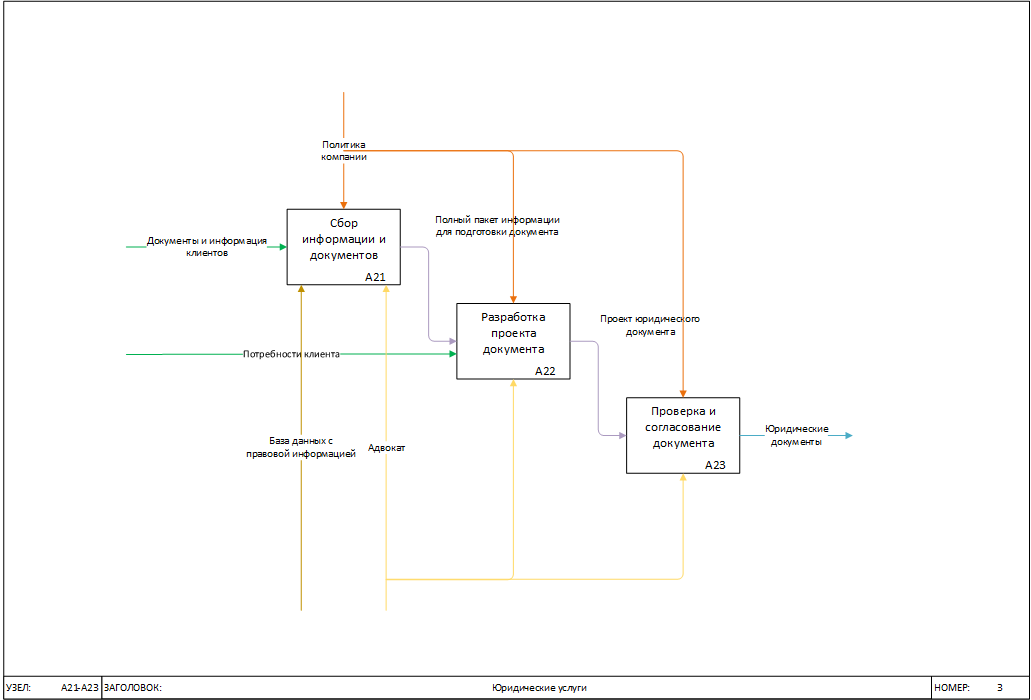 Политика
компании
Сбор
информации и
документов
A21
Документы и информация
клиентов
Полный пакет информации
для подготовки документа
Разработка
проекта
документа
A22
Потребности клиента
Проект юридического
документа
Проверка и
согласование
документа
A23
Юридические
документы
База данных с
правовой информацией
Адвокат
УЗЕЛ: A21-A23 ЗАГОЛОВОК: Юридические услуги НОМЕР: 3